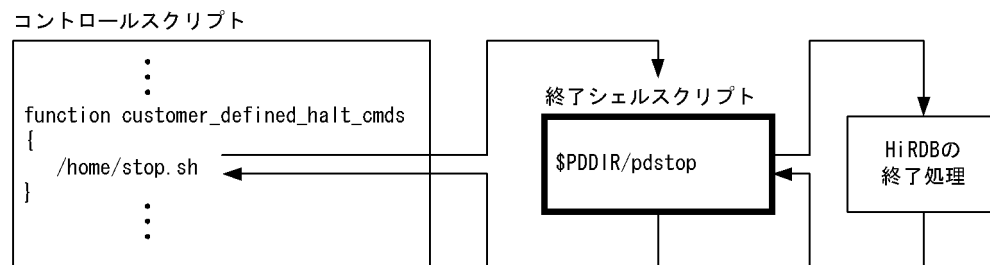 コントロールスクリプト
function customer_defined_halt_cmds
{
/home/stop.sh
}
終了シェルスクリプト
$PDDIR/pdstop
HiRDBの
終了処理